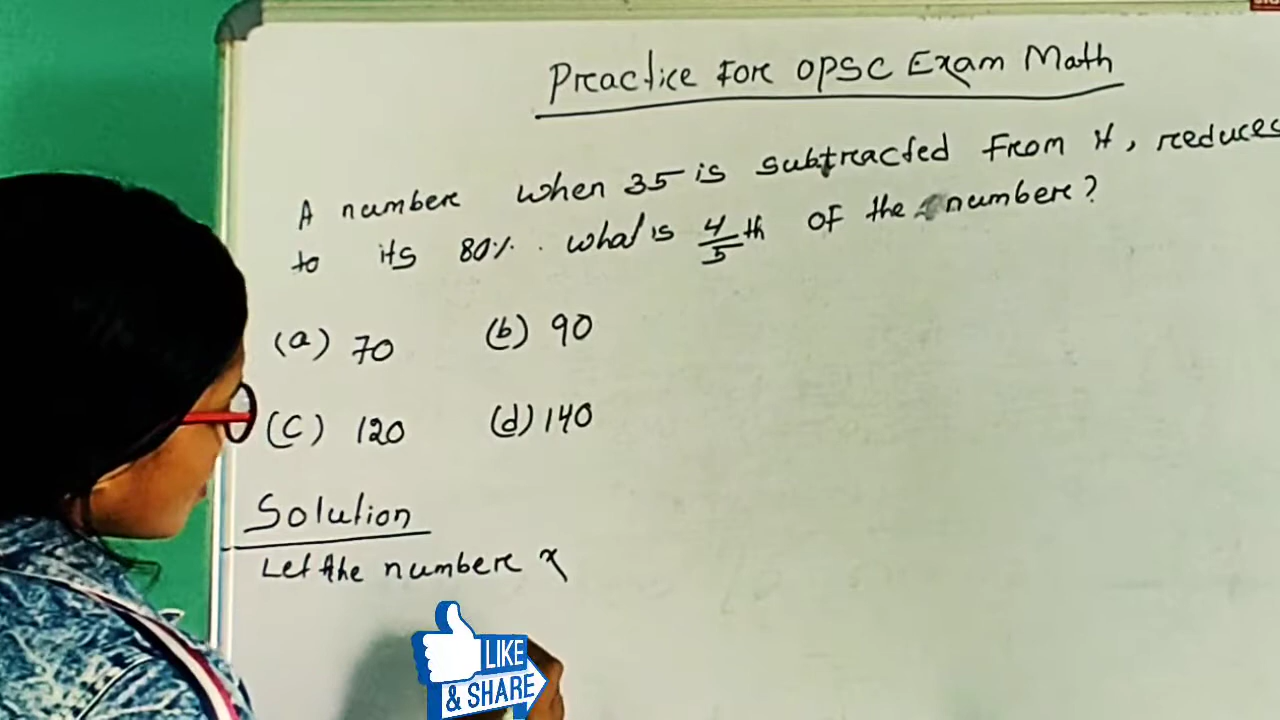 Practice For OPSC Exam Math
A number when 35 is subtracted from it, reduces
to its 80%. what is 4/5 th of the number?
(a) 70 (b) 90
(c) 120 (d) 140
Solution
Let the number x
LIKE
& SHARE